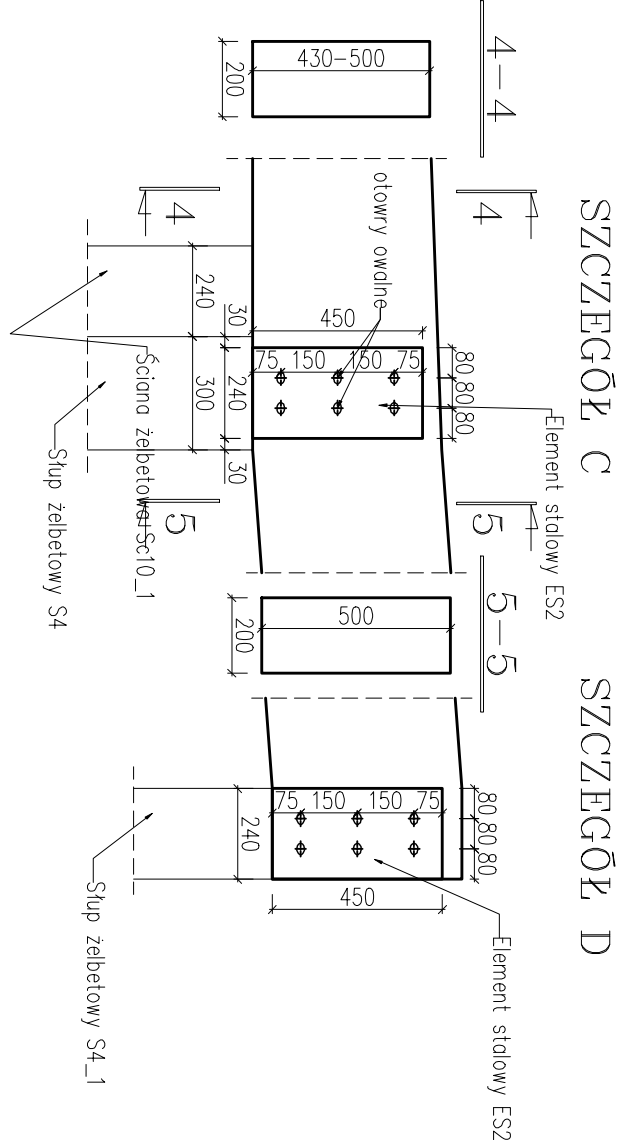 SZCZEGÓŁ C
SZCZEGÓŁ D
4-4
430-500
200
4
4
otowry owalne
450
75 150 150 75
80 80 80
Element stalowy ES2
240
30
300
240
30
Ściana żelbetowa Sc10_1
Słup żelbetowy S4
5
5
5-5
500
200
75 150 150 75
80 80 80
240
450
Element stalowy ES2
Słup żelbetowy S4_1